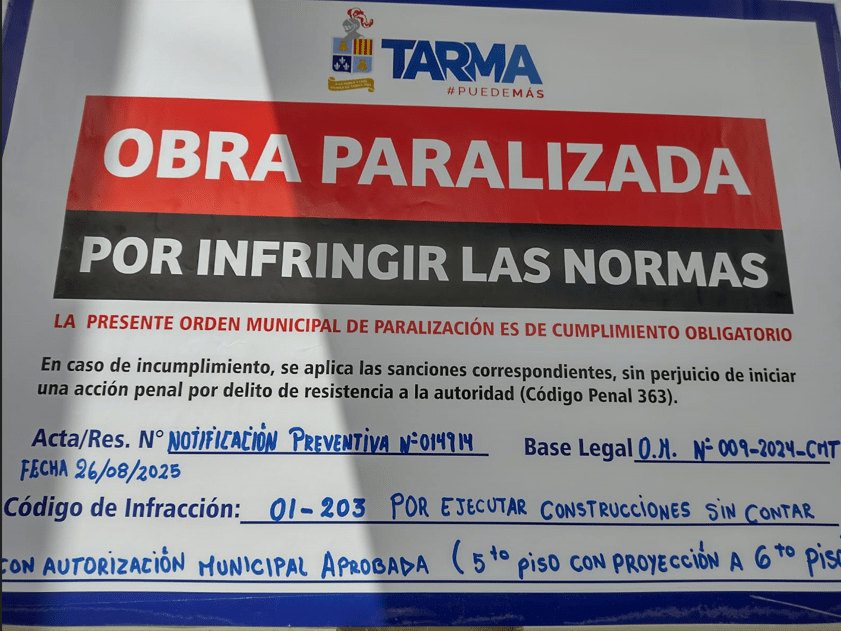 TARMA
#PUEDEMÁS
OBRA PARALIZADA
POR INFRINGIR LAS NORMAS
LA PRESENTE ORDEN MUNICIPAL DE PARALIZACIÓN ES DE CUMPLIMIENTO OBLIGATORIO
En caso de incumplimiento, se aplica las sanciones correspondientes, sin perjuicio de iniciar
una acción penal por delito de resistencia a la autoridad (Código Penal 363).
Acta/Res. N° NOTIFICACIÓN PREVENTIVA N° 014914 Base Legal O.M. N° 009-2024-CMT
FECHA 26/08/2025
Código de Infracción: 01-203 POR EJECUTAR CONSTRUCCIONES SIN CONTAR
CON AUTORIZACIÓN MUNICIPAL APROBADA (5to PISO CON PROYECCIÓN A 6to PISO